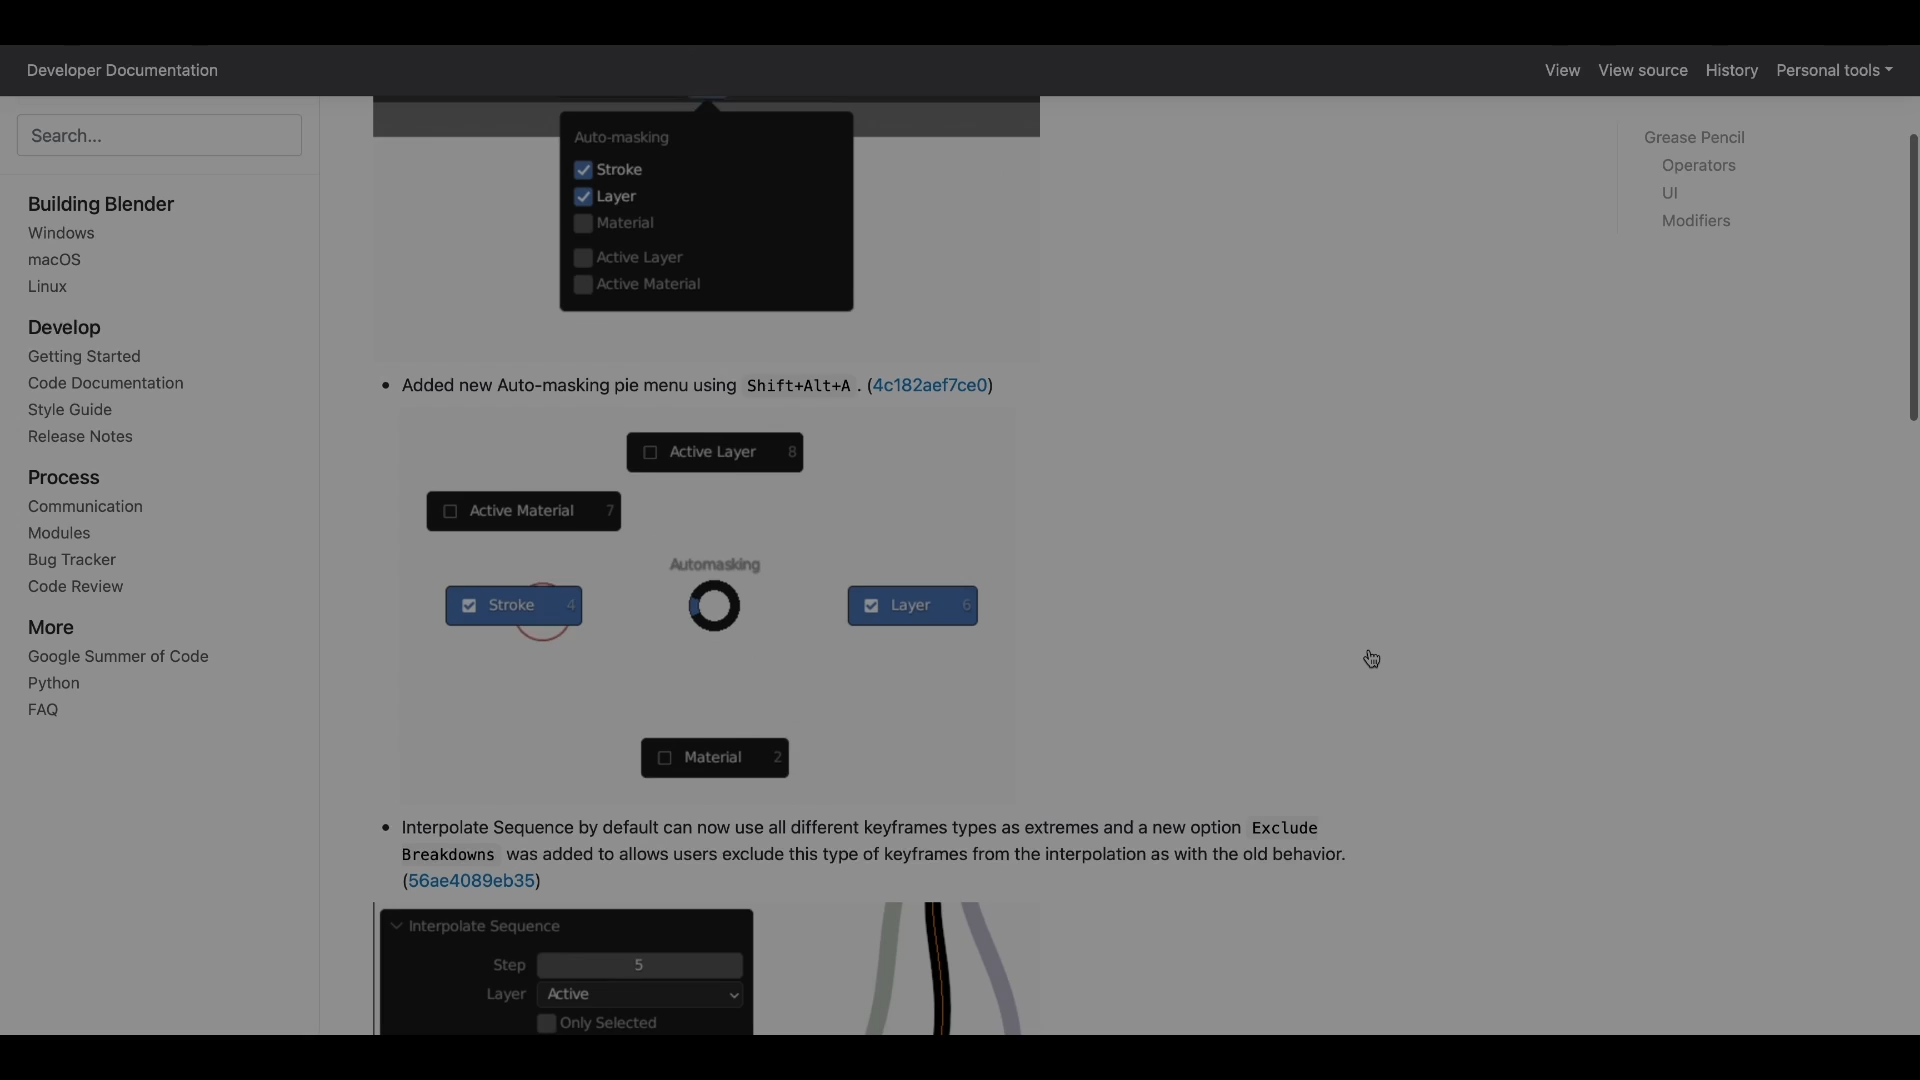 Developer Documentation
View View source History Personal tools
Search...
Building Blender
Windows
macOS
Linux
Develop
Getting Started
Code Documentation
Style Guide
Release Notes
Process
Communication
Modules
Bug Tracker
Code Review
More
Google Summer of Code
Python
FAQ
Auto-masking
Stroke
Layer
Material
Active Layer
Active Material
Added new Auto-masking pie menu using Shift+Alt+A . (4c182aef7ce0)
Active Layer 8
Active Material 7
Automasking
Stroke 4
Layer 6
Material 2
Interpolate Sequence by default can now use all different keyframes types as extremes and a new option Exclude
Breakdowns was added to allows users exclude this type of keyframes from the interpolation as with the old behavior.
(56ae4089eb35)
Interpolate Sequence
Step 5
Layer Active
Only Selected
Grease Pencil
Operators
UI
Modifiers